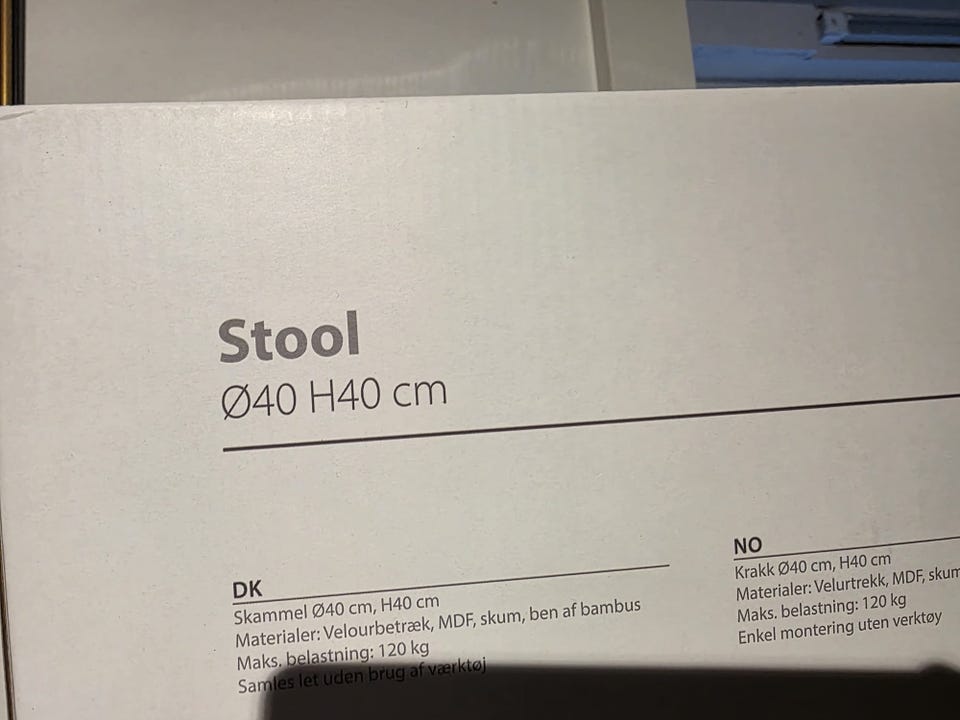 Stool
Ø40 H40 cm
DK
Skammel Ø40 cm, H40 cm
Materialer: Velourbetræk, MDF, skum, ben af bambus
Maks. belastning: 120 kg
Samles let uden brug af værktøj
NO
Krakk Ø40 cm, H40 cm
Materialer: Velurtrekk, MDF, skum
Maks. belastning: 120 kg
Enkel montering uten verktøy